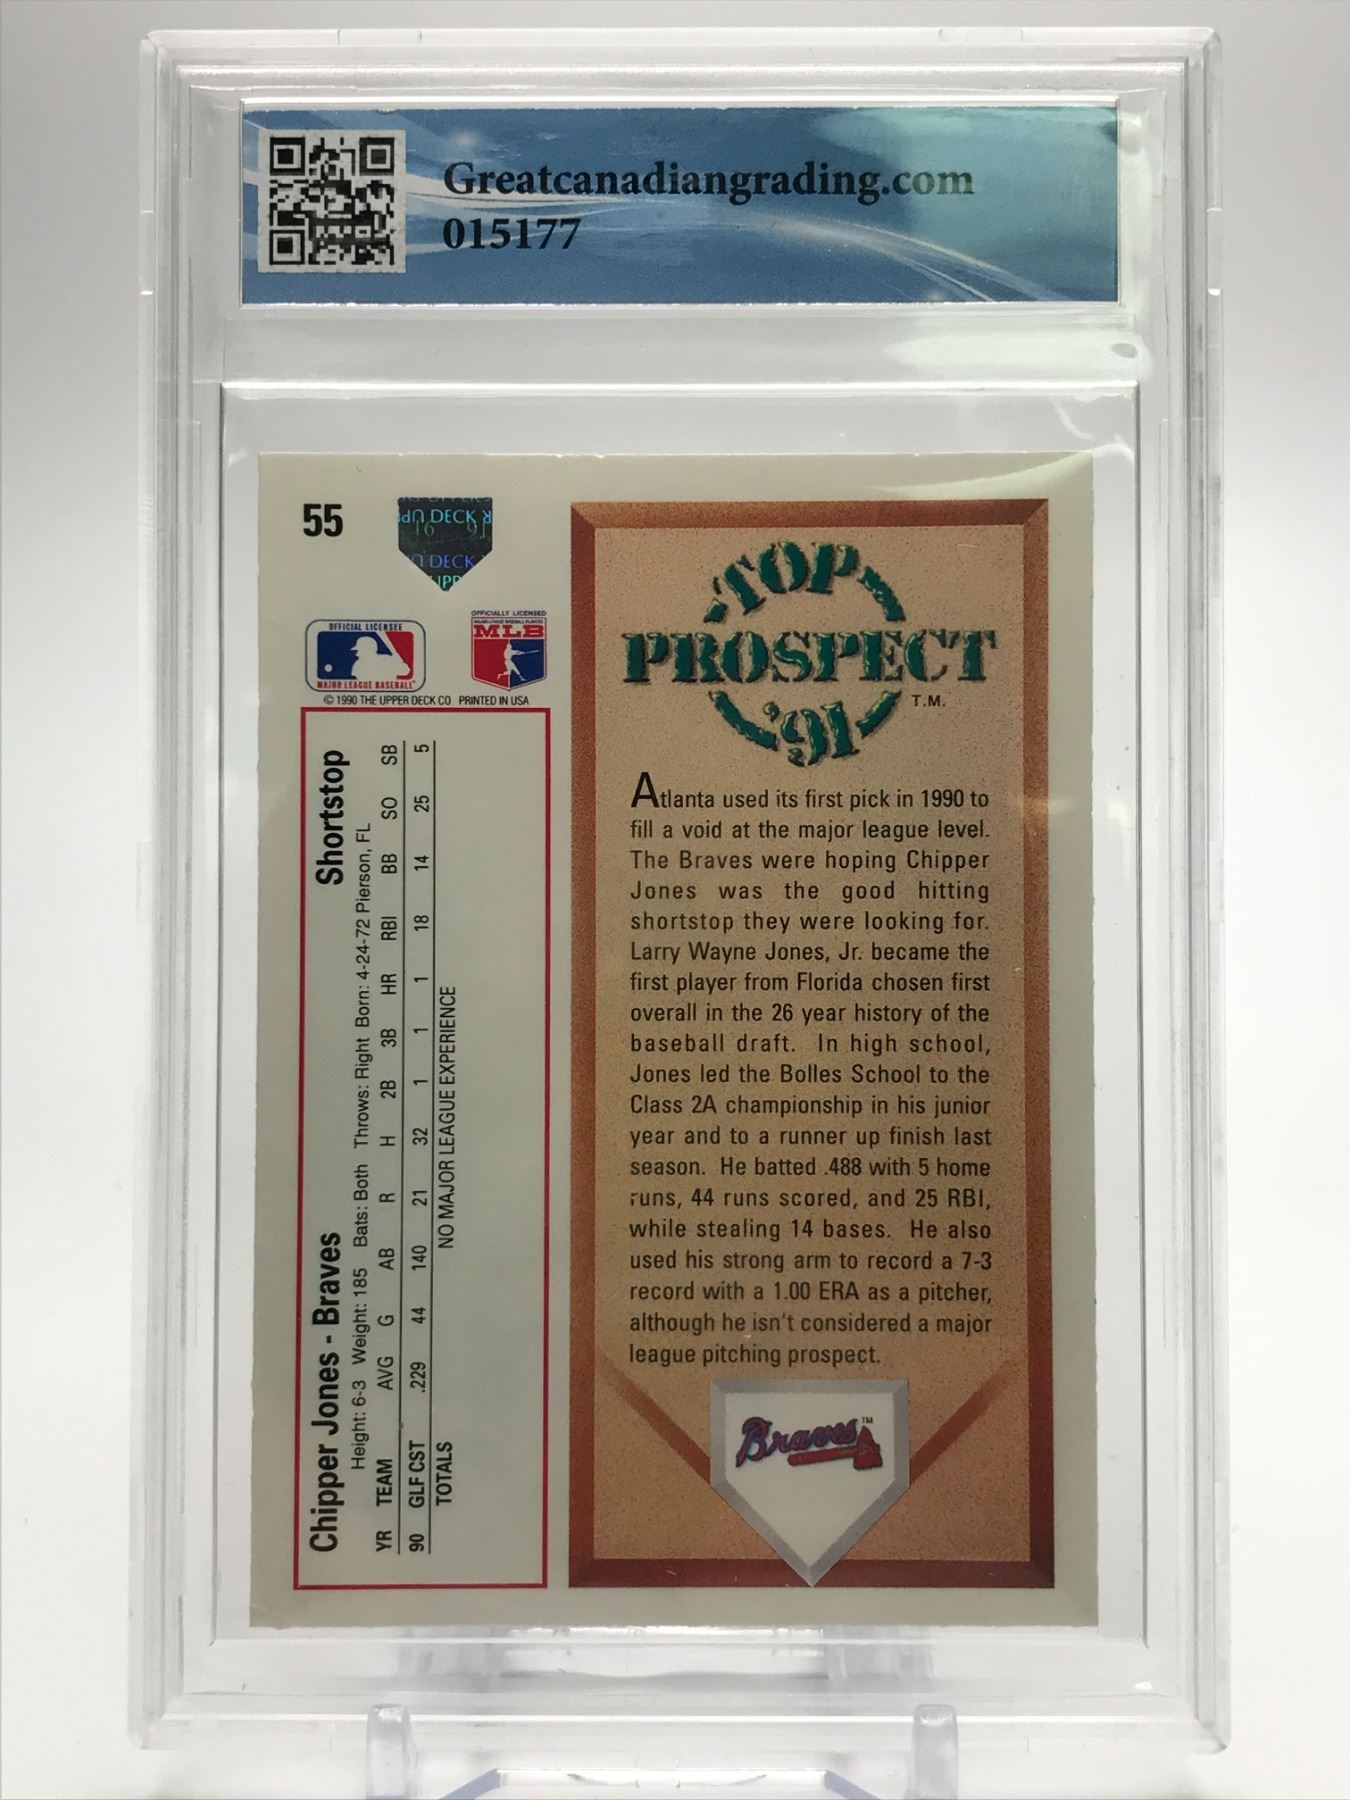 Greatcanadiangrading.com
015177
55
UPPER DECK
91
UPPER DECK
OFFICIAL LICENSEE
MAJOR LEAGUE BASEBALL
OFFICIALLY LICENSED
MAJOR LEAGUE BASEBALL PLAYERS
MLB
© 1990 THE UPPER DECK CO PRINTED IN USA
Chipper Jones - Braves Shortstop
Height: 6-3 Weight: 185 Bats: Both Throws: Right Born: 4-24-72 Pierson, FL
YR TEAM AVG G AB R H 2B 3B HR RBI BB SO SB
90 GLF CST .229 44 140 21 32 1 1 1 18 14 25 5
TOTALS NO MAJOR LEAGUE EXPERIENCE
TOP
PROSPECT
'91
T.M.
Atlanta used its first pick in 1990 to
fill a void at the major league level.
The Braves were hoping Chipper
Jones was the good hitting
shortstop they were looking for.
Larry Wayne Jones, Jr. became the
first player from Florida chosen first
overall in the 26 year history of the
baseball draft. In high school,
Jones led the Bolles School to the
Class 2A championship in his junior
year and to a runner up finish last
season. He batted .488 with 5 home
runs, 44 runs scored, and 25 RBI,
while stealing 14 bases. He also
used his strong arm to record a 7-3
record with a 1.00 ERA as a pitcher,
although he isn't considered a major
league pitching prospect.
Braves TM